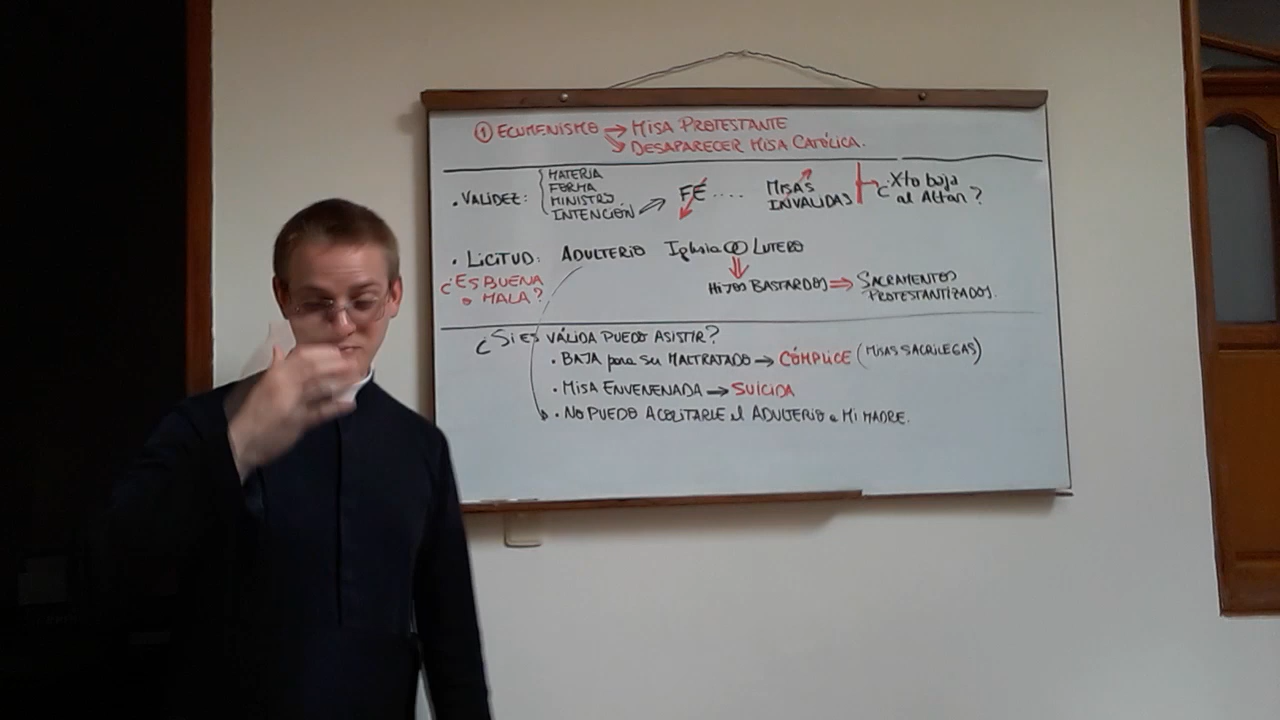 ① ECUMENISMO → MISA PROTESTANTE
→ DESAPARECER MISA CATÓLICA.
• VALIDEZ:
MATERIA
FORMA
MINISTRO
INTENCIÓN → FE ....
MISAS
INVALIDAS
¿Xto baja
al Altar?
• LICITUD: ADULTERIO Iglesia LUTERO
¿ES BUENA
o MALA?
HIJOS BASTARDOS ⇒ SACRAMENTOS
PROTESTANTIZADOS.
¿SI ES VÁLIDA PUEDO ASISTIR?
• BAJA para ser MALTRATADO → CÓMPLICE (MISAS SACRILEGAS)
• MISA ENVENENADA → SUICIDA
• NO PUEDO ACOLITARLE el ADULTERIO a MI MADRE.